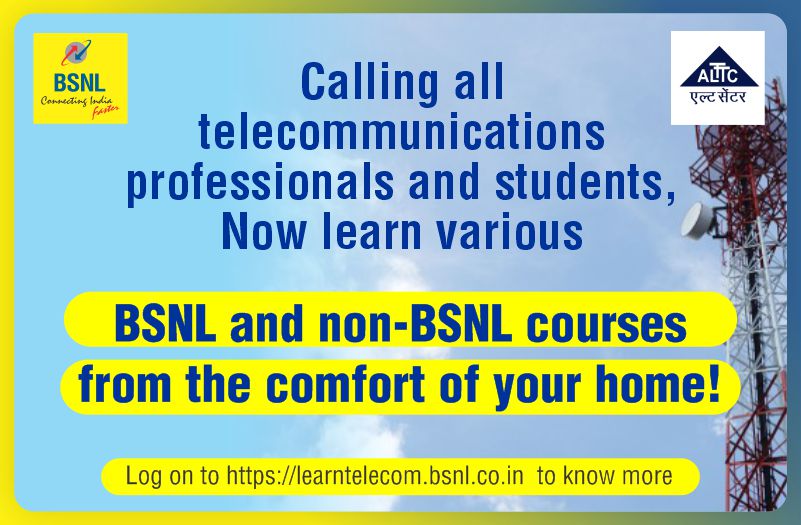 BSNL
Connecting India
Faster
ALTTC
एल्ट सेंटर
Calling all
telecommunications
professionals and students,
Now learn various
BSNL and non-BSNL courses
from the comfort of your home!
Log on to https://learntelecom.bsnl.co.in to know more